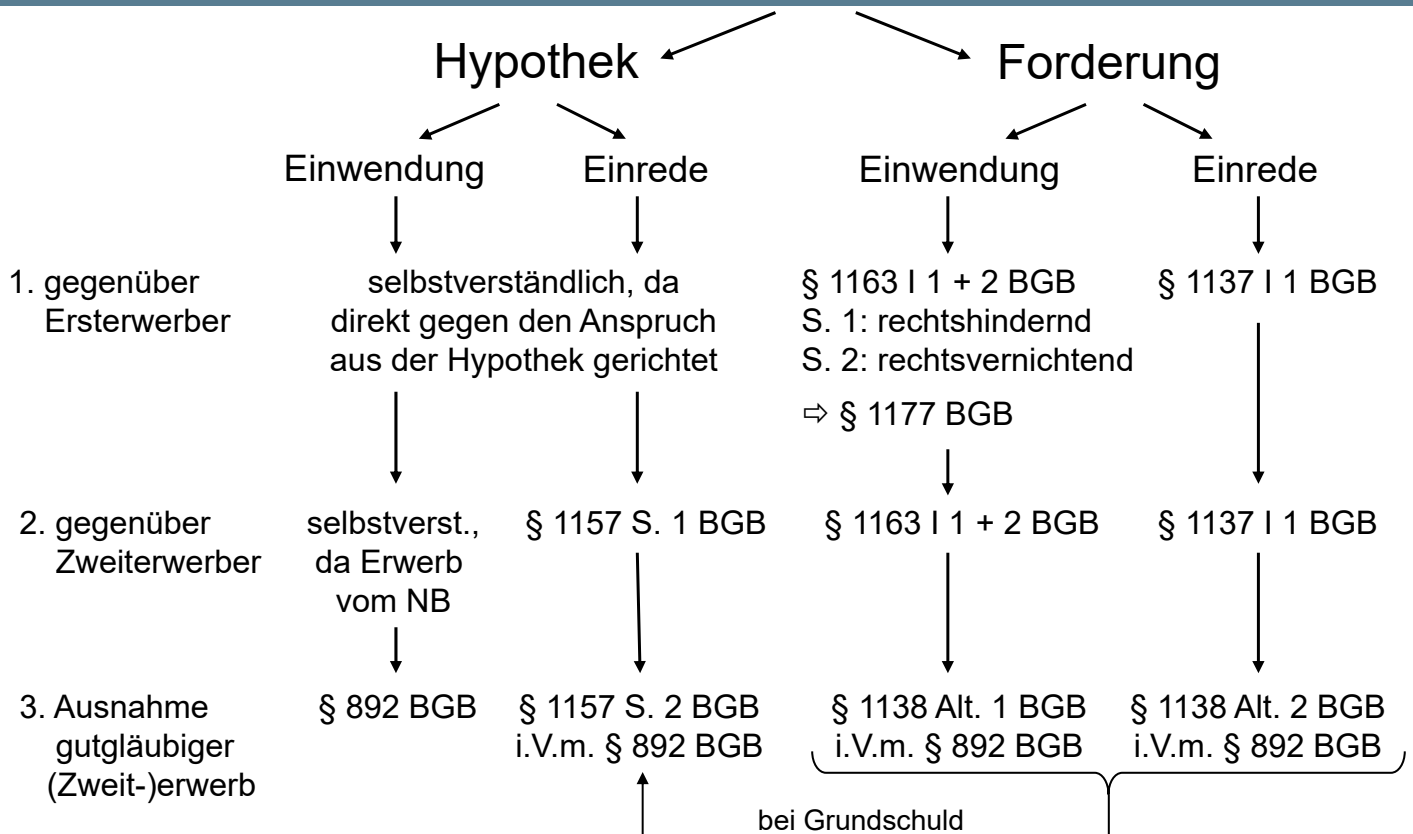 Hypothek
Forderung
Einwendung
Einrede
Einwendung
Einrede
1. gegenüber
Ersterwerber
selbstverständlich, da
direkt gegen den Anspruch
aus der Hypothek gerichtet
§ 1163 I 1 + 2 BGB
S. 1: rechtshindernd
S. 2: rechtsvernichtend
⇨ § 1177 BGB
§ 1137 I 1 BGB
2. gegenüber
Zweiterwerber
selbstverst.,
da Erwerb
vom NB
§ 1157 S. 1 BGB
§ 1163 I 1 + 2 BGB
§ 1137 I 1 BGB
3. Ausnahme
gutgläubiger
(Zweit-)erwerb
§ 892 BGB
§ 1157 S. 2 BGB
i.V.m. § 892 BGB
§ 1138 Alt. 1 BGB
i.V.m. § 892 BGB
§ 1138 Alt. 2 BGB
i.V.m. § 892 BGB
bei Grundschuld